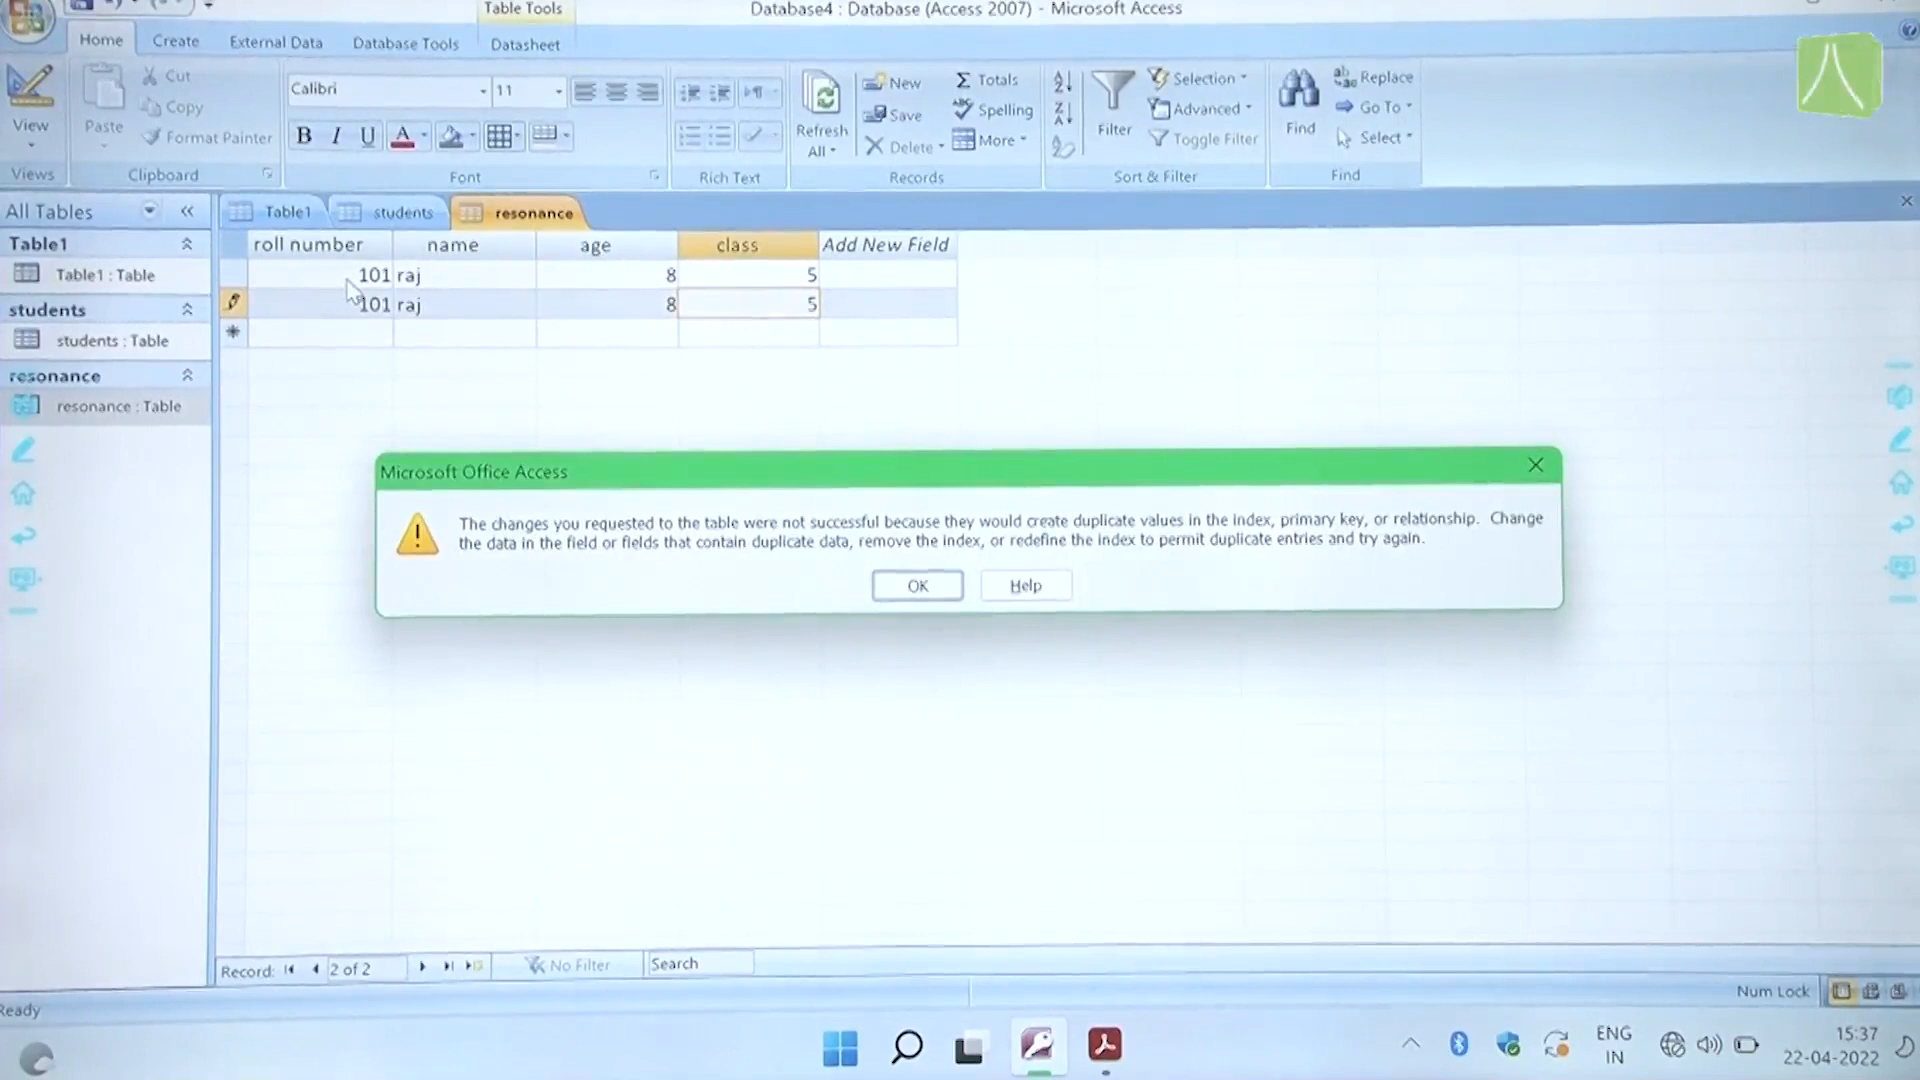 Table Tools
Database4 : Database (Access 2007) - Microsoft Access
Home
Create
External Data
Database Tools
Datasheet
View
Views
Paste
Cut
Copy
Format Painter
Clipboard
Calibri
11
B I U A
Font
Rich Text
Refresh
All
New
Save
Delete
Totals
Spelling
More
Records
Filter
Selection
Advanced
Toggle Filter
Sort & Filter
Find
Replace
Go To
Select
Find
All Tables
Table1
Table1 : Table
students
students : Table
resonance
resonance : Table
Table1
students
resonance
roll number name age class Add New Field
101 raj 8 5
101 raj 8 5
Microsoft Office Access
The changes you requested to the table were not successful because they would create duplicate values in the index, primary key, or relationship. Change
the data in the field or fields that contain duplicate data, remove the index, or redefine the index to permit duplicate entries and try again.
OK
Help
Record: 2 of 2
No Filter
Search
Ready
Num Lock
ENG
IN
15:37
22-04-2022